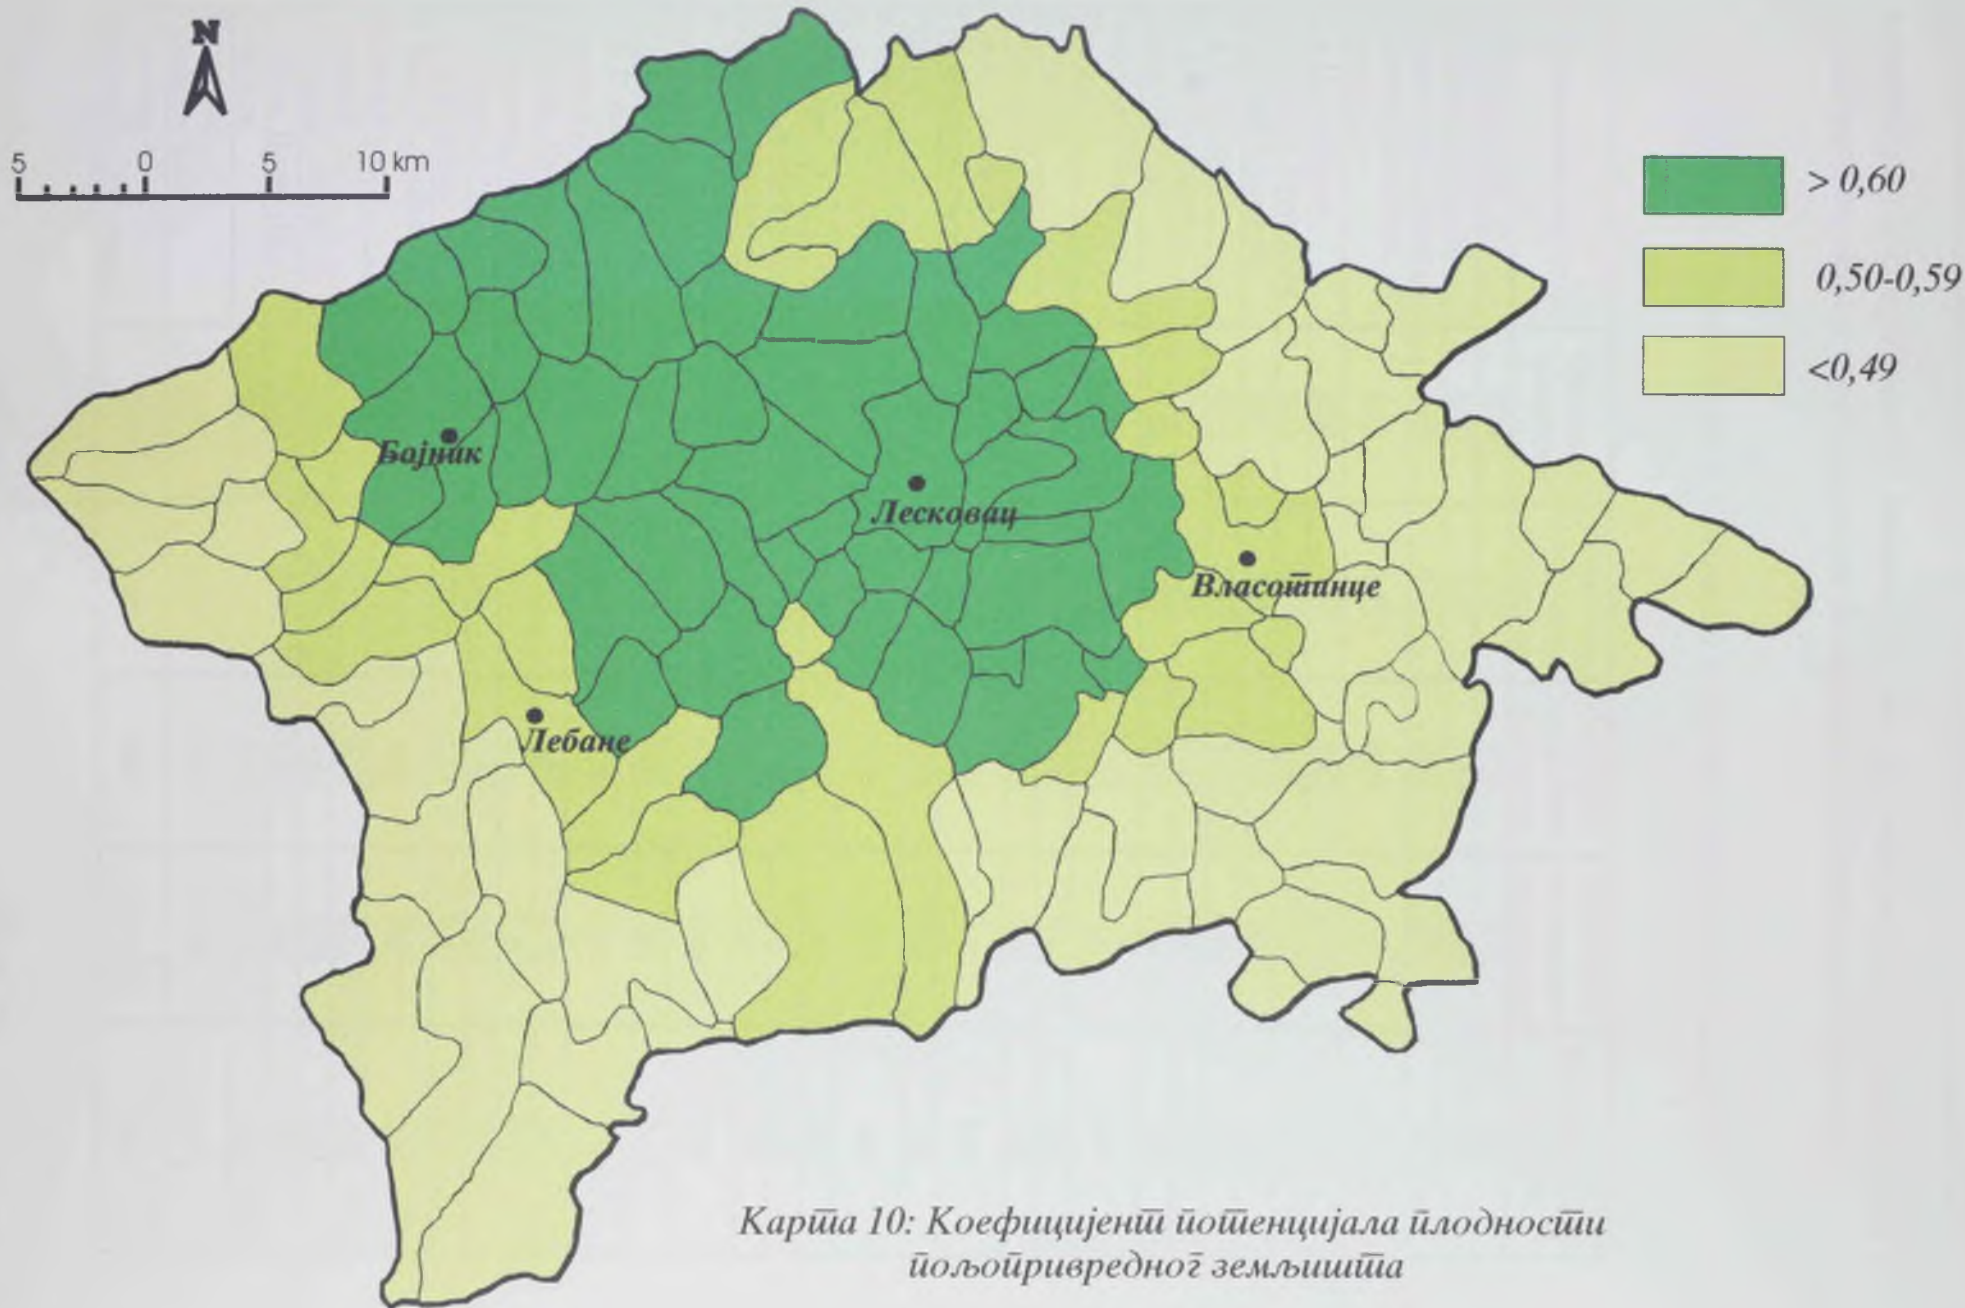 N
5 0 5 10 km
> 0,60
0,50-0,59
<0,49
Бојник
Лесковац
Власотинце
Лебане
Карта 10: Коефицијент потенцијала плодности
пољопривредног земљишта